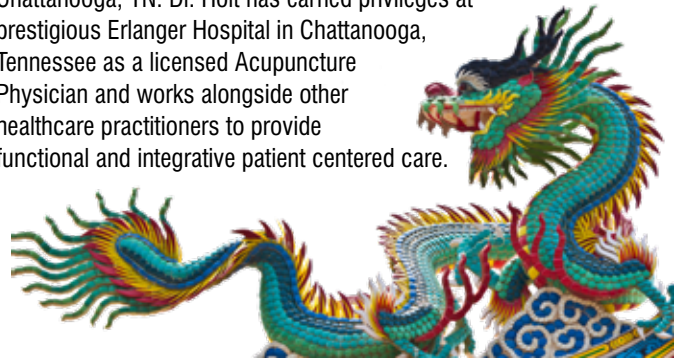 Chattanooga, TN. Dr. Holt has carried privileges at
prestigious Erlanger Hospital in Chattanooga,
Tennessee as a licensed Acupuncture
Physician and works alongside other
healthcare practitioners to provide
functional and integrative patient centered care.